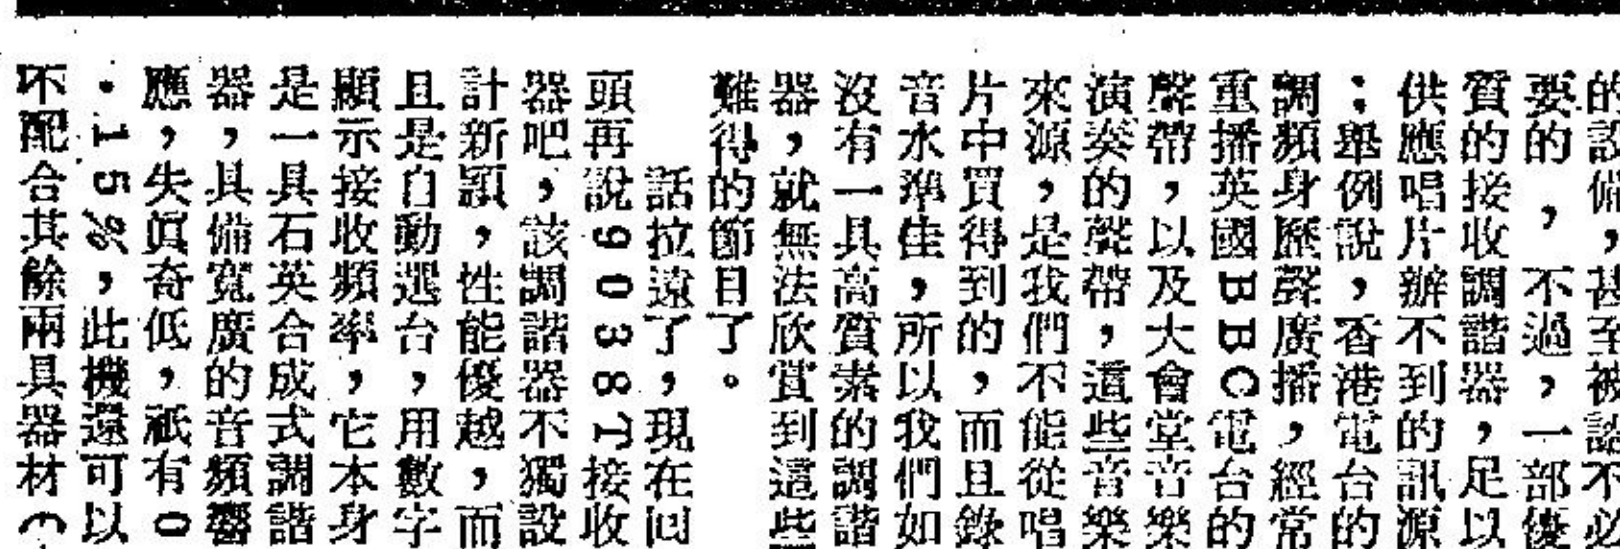 的設備，甚至被認不必
要的，不過，一部優
質的接收調諧器，足以
供應唱片辦不到的訊源
；舉例說，香港電台的
調頻身歷聲廣播，經常
重播英國BBC電台的
聲帶，以及大會堂音樂
演奏的聲帶，這些音樂
來源，是我們不能從唱
片中買得到的，而且錄
音水準佳，所以我們如
沒有一具高質素的調諧
器，就無法欣賞到這些
難得的節目了。
話拉遠了，現在回
頭再說9038T接收
器吧，該調諧器不獨設
計新穎，性能優越，而
且是自動選台，用數字
顯示接收頻率，它本身
是一具石英合成式調諧
器，具備寬廣的音頻響
應，失眞奇低，祇有0
．15％，此機還可以
不配合其餘兩具器材（